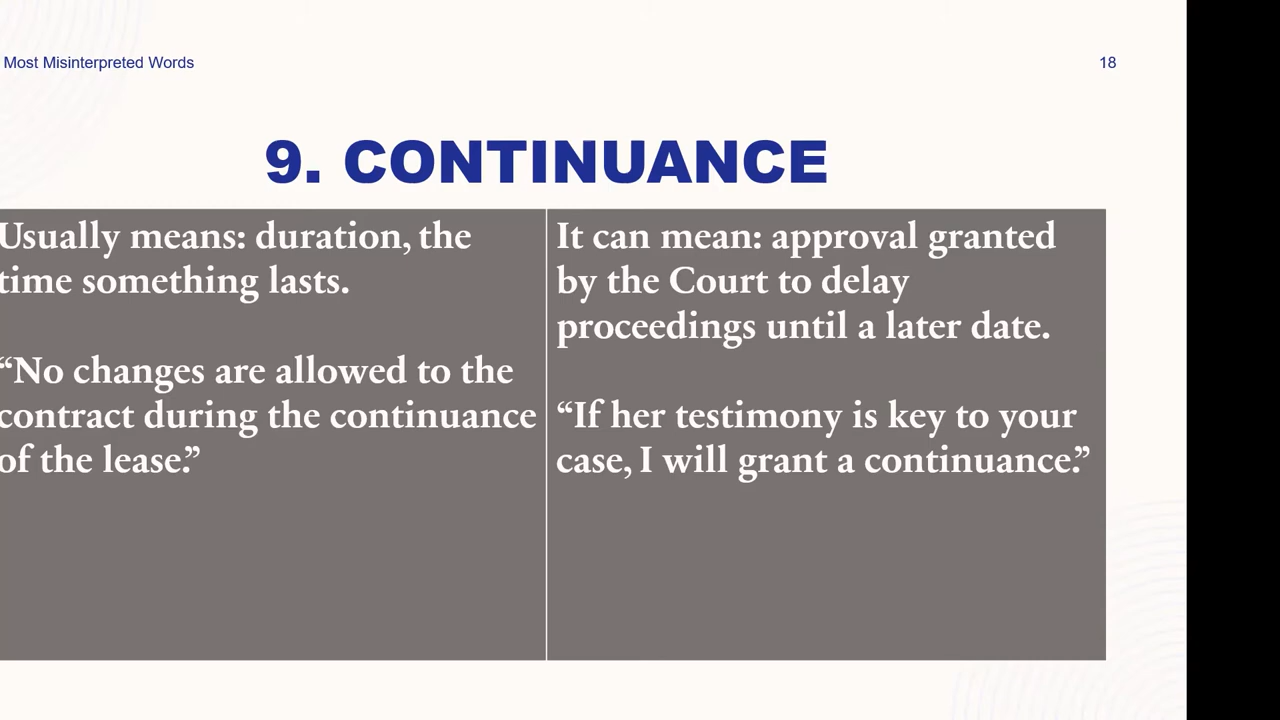 Most Misinterpreted Words
18
9. CONTINUANCE
Usually means: duration, the
time something lasts.
“No changes are allowed to the
contract during the continuance
of the lease.”
It can mean: approval granted
by the Court to delay
proceedings until a later date.
“If her testimony is key to your
case, I will grant a continuance.”